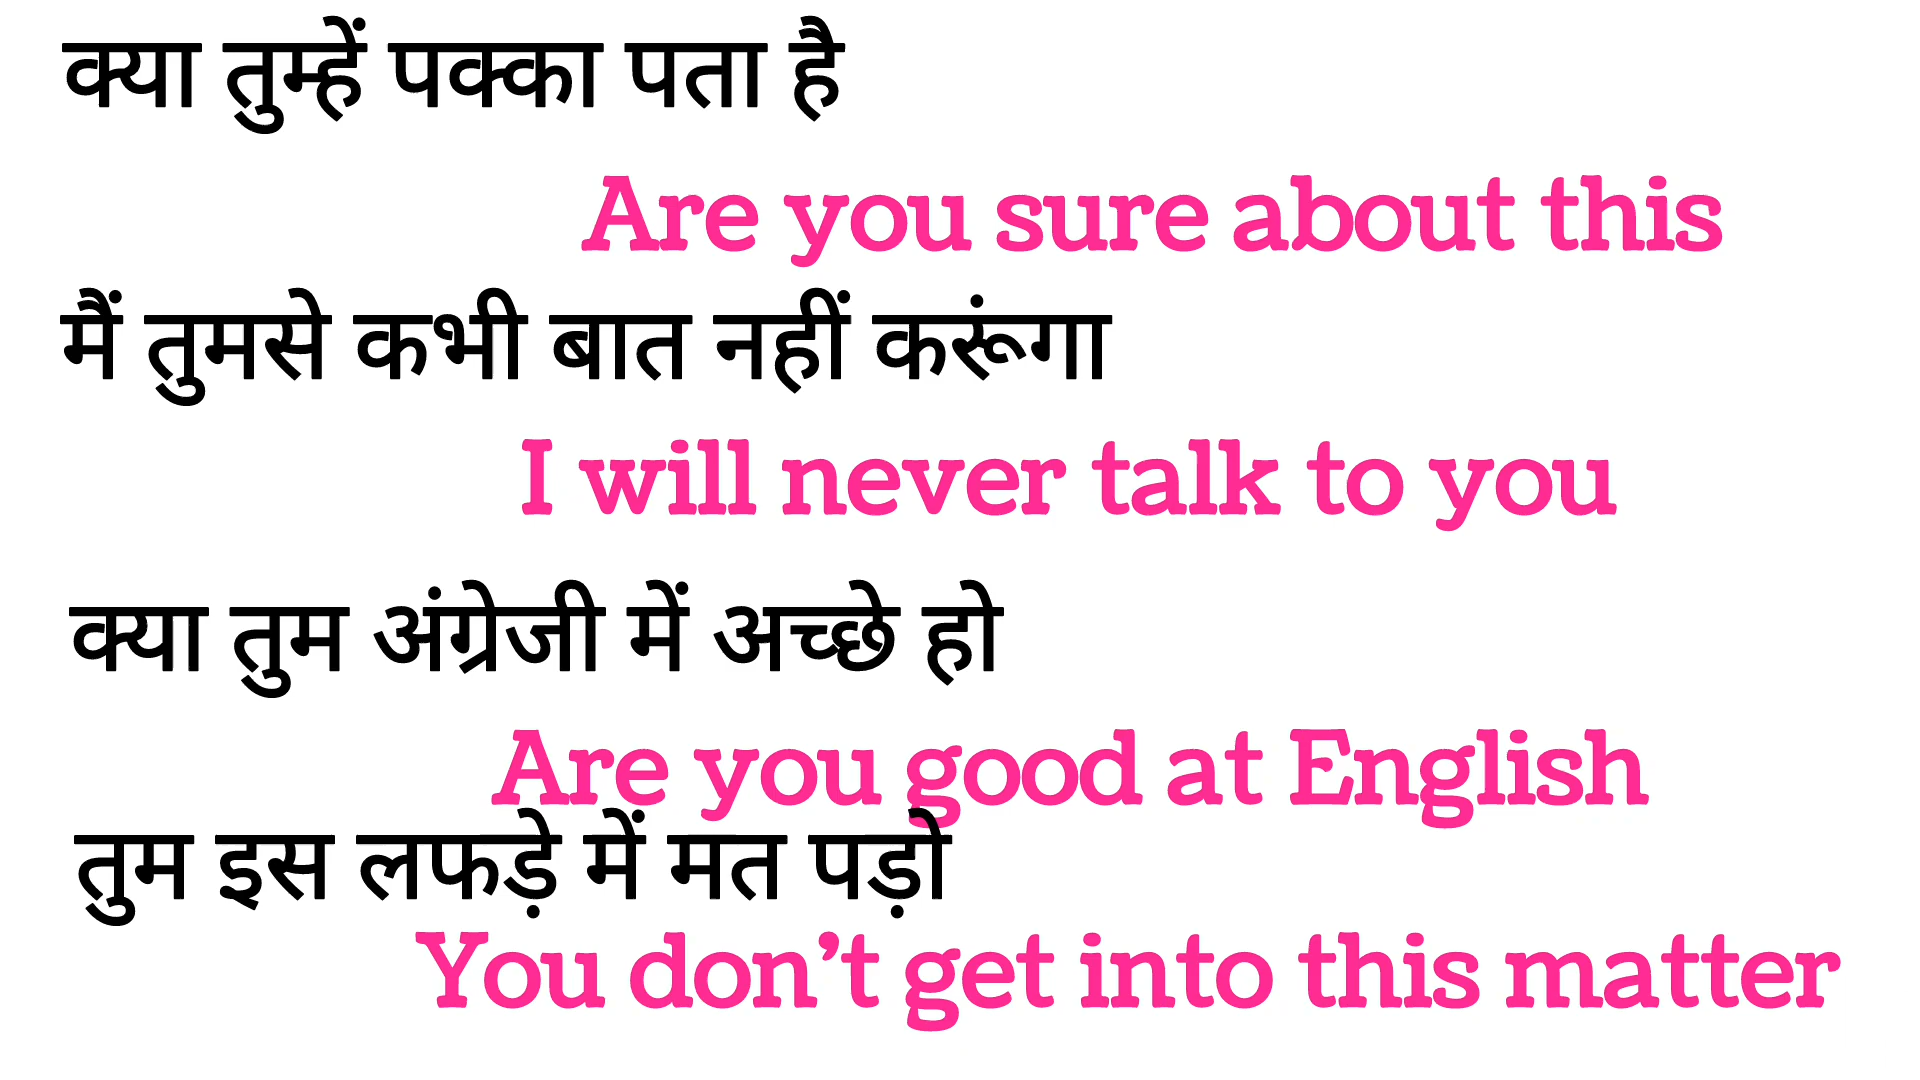 क्या तुम्हें पक्का पता है
Are you sure about this
मैं तुमसे कभी बात नहीं करूंगा
I will never talk to you
क्या तुम अंग्रेजी में अच्छे हो
Are you good at English
तुम इस लफड़े में मत पड़ो
You don’t get into this matter